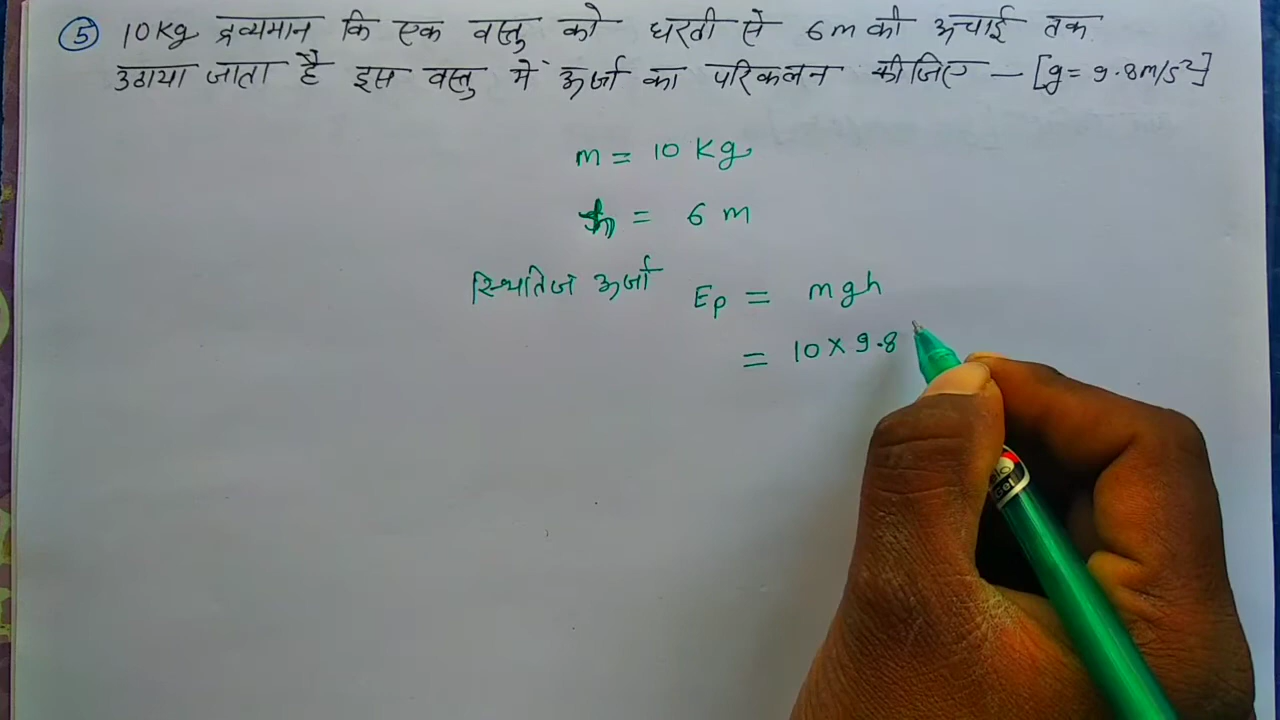 ⑤ 10Kg द्रव्यमान कि एक वस्तु को धरती से 6m की ऊचाई तक
उठाया जाता है इस वस्तु में ऊर्जा का परिकलन कीजिए — [g= 9.8m/s²]
m = 10 Kg
h = 6 m
स्थितिज ऊर्जा Ep = mgh
= 10 × 9.8
Gel